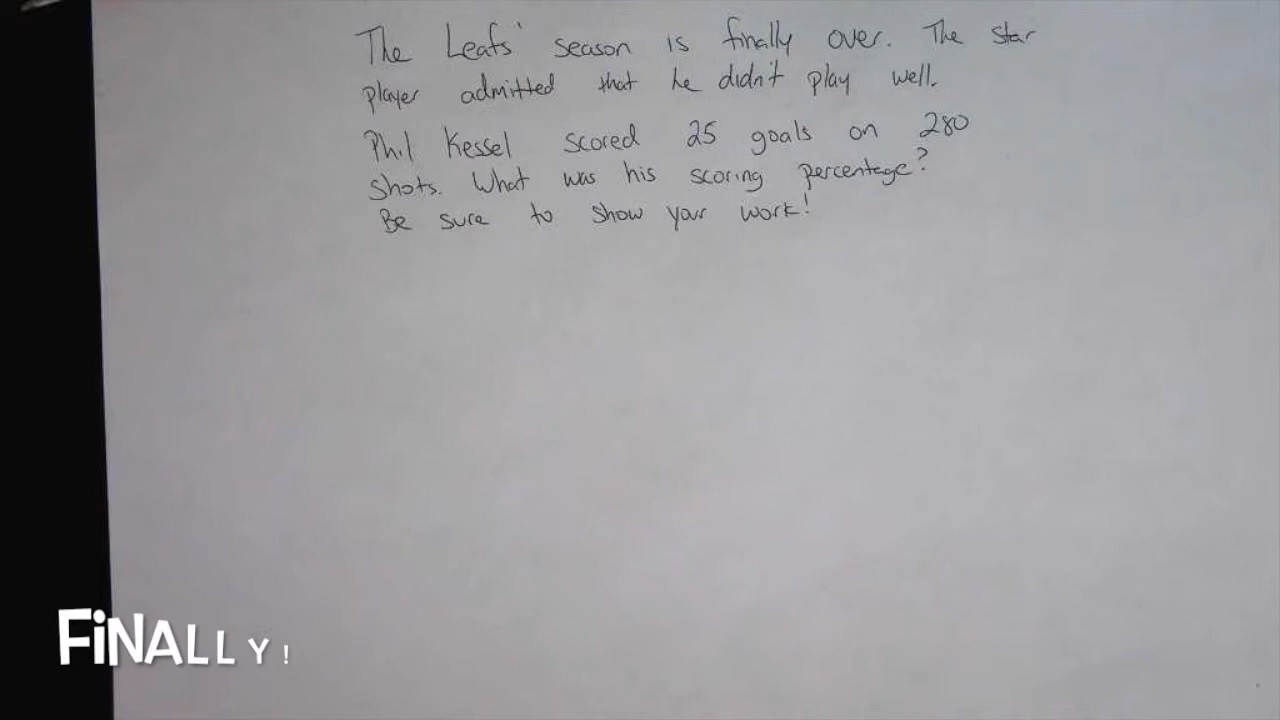 The Leafs' season is finally over. The star
player admitted that he didn't play well.
Phil Kessel scored 25 goals on 280
shots. What was his scoring percentage?
Be sure to show your work!
FiNALLY!